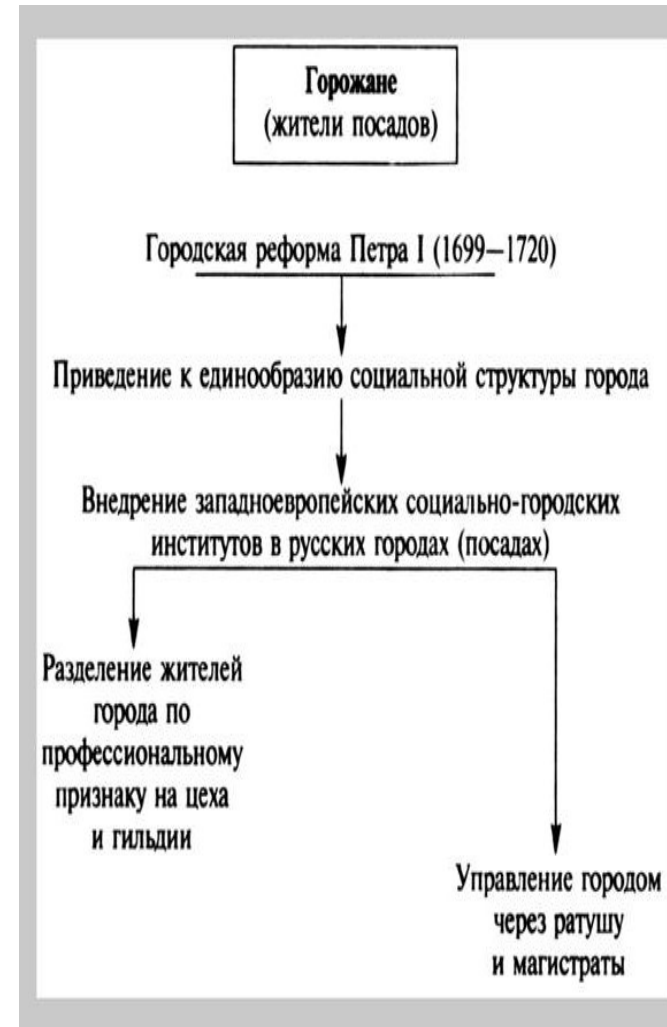 Горожане
(жители посадов)
Городская реформа Петра I (1699—1720)
Приведение к единообразию социальной структуры города
Внедрение западноевропейских социально-городских
институтов в русских городах (посадах)
Разделение жителей
города по
профессиональному
признаку на цеха
и гильдии
Управление городом
через ратушу
и магистраты